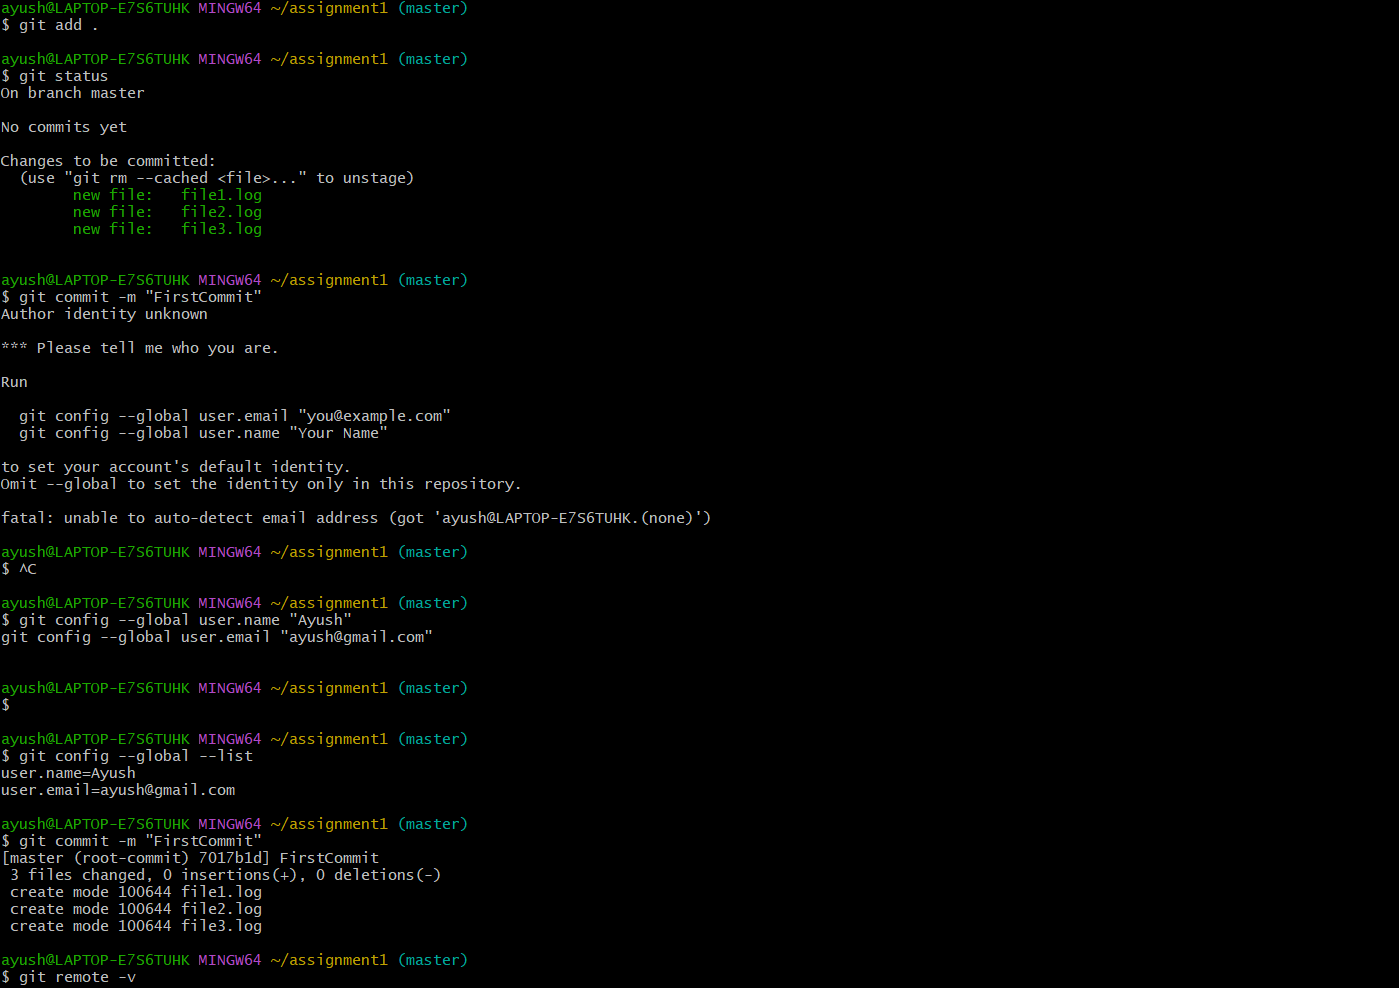 ayush@LAPTOP-E7S6TUHK MINGW64 ~/assignment1 (master)
$ git add .
ayush@LAPTOP-E7S6TUHK MINGW64 ~/assignment1 (master)
$ git status
On branch master
No commits yet
Changes to be committed:
  (use "git rm --cached <file>..." to unstage)
        new file:   file1.log
        new file:   file2.log
        new file:   file3.log
ayush@LAPTOP-E7S6TUHK MINGW64 ~/assignment1 (master)
$ git commit -m "FirstCommit"
Author identity unknown
*** Please tell me who you are.
Run
  git config --global user.email "you@example.com"
  git config --global user.name "Your Name"
to set your account's default identity.
Omit --global to set the identity only in this repository.
fatal: unable to auto-detect email address (got 'ayush@LAPTOP-E7S6TUHK.(none)')
ayush@LAPTOP-E7S6TUHK MINGW64 ~/assignment1 (master)
$ ^C
ayush@LAPTOP-E7S6TUHK MINGW64 ~/assignment1 (master)
$ git config --global user.name "Ayush"
git config --global user.email "ayush@gmail.com"
ayush@LAPTOP-E7S6TUHK MINGW64 ~/assignment1 (master)
$
ayush@LAPTOP-E7S6TUHK MINGW64 ~/assignment1 (master)
$ git config --global --list
user.name=Ayush
user.email=ayush@gmail.com
ayush@LAPTOP-E7S6TUHK MINGW64 ~/assignment1 (master)
$ git commit -m "FirstCommit"
[master (root-commit) 7017b1d] FirstCommit
 3 files changed, 0 insertions(+), 0 deletions(-)
 create mode 100644 file1.log
 create mode 100644 file2.log
 create mode 100644 file3.log
ayush@LAPTOP-E7S6TUHK MINGW64 ~/assignment1 (master)
$ git remote -v